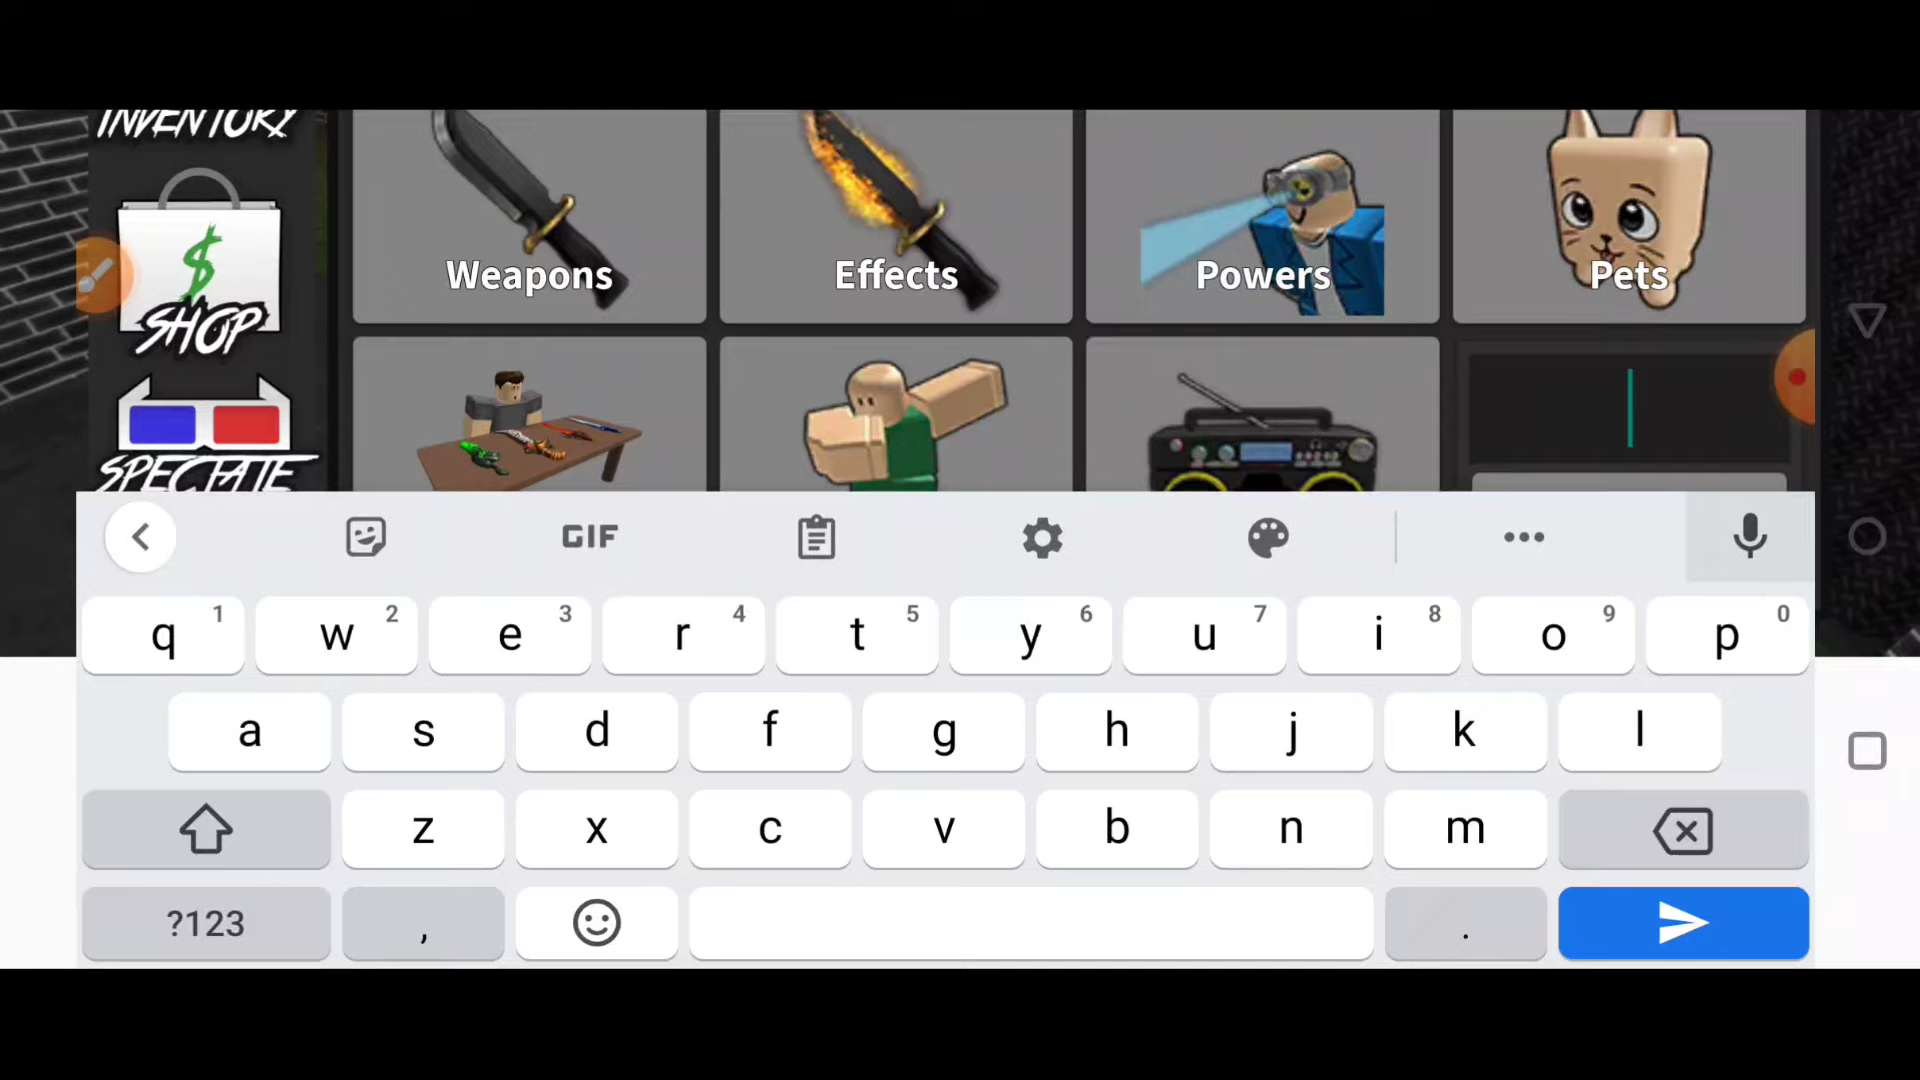 INVENTORY
$
SHOP
SPECTATE
Weapons
Effects
Powers
Pets
GIF
q 1 w 2 e 3 r 4 t 5 y 6 u 7 i 8 o 9 p 0
a s d f g h j k l
z x c v b n m
?123 , .